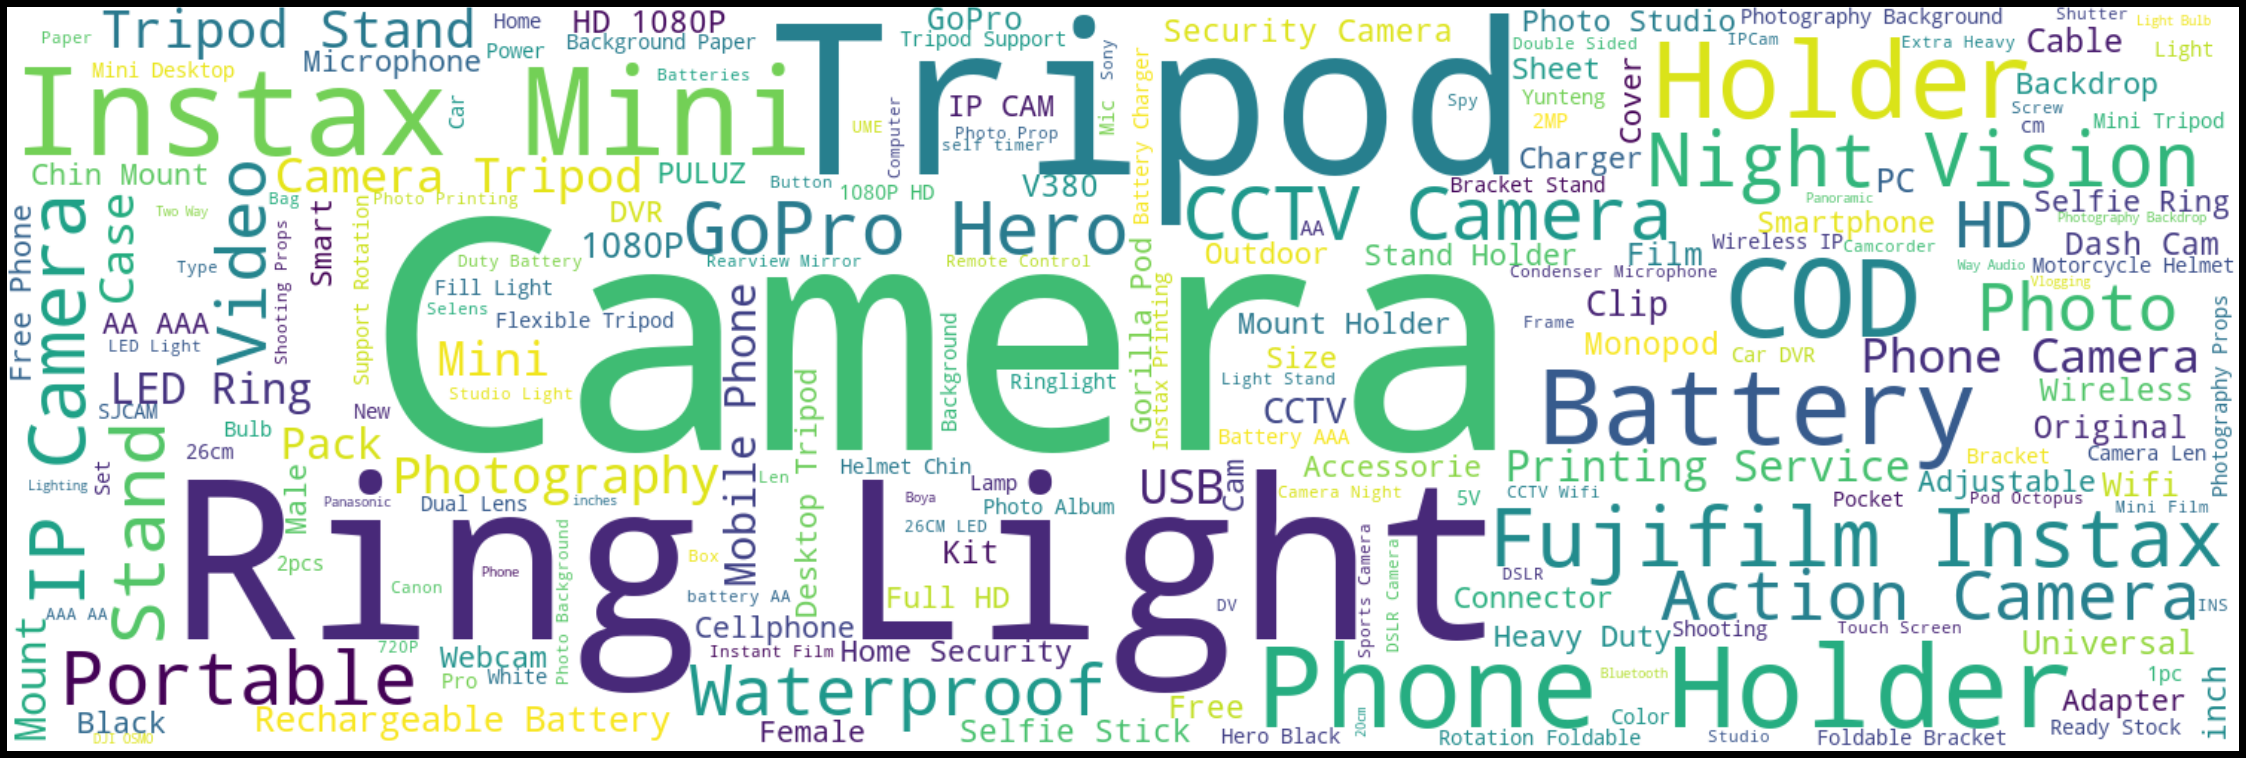 Paper
Tripod Stand
Home
HD 1080P
GoPro
Security Camera
Photo Studio
Photography Background
Shutter
Light Bulb
Microphone
Power
Background Paper
Tripod Support
Double Sided
IPCam
Extra Heavy
Cable
Light
Mini Desktop
Instax Mini
Batteries
Tripod
Mic
Sony
Sheet
Holder
Backdrop
Car
UME
Computer
IP CAM
Photo Prop
self timer
Battery Charger
Spy
Yunteng
2MP
Cover
Screw
cm
Mini Tripod
Chin Mount
Video
Camera Tripod
PULUZ
Button
1080P HD
V380
Charger
Bracket Stand
Night Vision
PC
Free Phone
IP Camera
Case
Two Way
Bag
Photo Printing
DVR
1080P
GoPro Hero
CCTV Camera
AA
Panoramic
Smartphone
Selfie Ring
Photography Backdrop
Type
Shooting Props
Smart
Support Rotation
Duty Battery
Rearview Mirror
Remote Control
Gorilla Pod
Outdoor
Stand Holder
Film
Wireless IP
Camcorder
HD
Dash Cam
AA AAA
LED Light
Fill Light
Selens
Flexible Tripod
Camera
Instax Printing
Mount Holder
Condenser Microphone
Clip
Frame
COD
Way Audio
Motorcycle Helmet
Vlogging
Photo
LED Ring
SJCAM
New
Mini
Studio Light
Mobile Phone
Background
Ringlight
Size
Light Stand
Monopod
Car DVR
Phone Camera
Photography Props
Bulb
26cm
Pack
Desktop Tripod
CCTV
Battery AAA
Battery
Wireless
Original
Lighting
Set
Stand
Male
Photography
Len
Helmet Chin
Lamp
USB
Cam
Accessorie
Camera Night
Printing Service
Bracket
Camera Len
Panasonic
Dual Lens
inches
Boya
Photo Album
5V
CCTV Wifi
Adjustable
Wifi
Pocket
Pod Octopus
Mini Film
Ring Light
2pcs
Canon
Phone
Photo Background
Box
26CM LED
Kit
Sports Camera
DSLR Camera
Fujifilm Instax
DSLR
AAA AA
battery AA
Full HD
DV
Connector
Action Camera
INS
Mount
720P
Cellphone
Instant Film
Home Security
Heavy Duty
Shooting
Touch Screen
Universal
Portable
Webcam
Pro
White
Waterproof
Free
Phone Holder
Bluetooth
1pc
Adapter
inch
Black
DJI OSMO
Rechargeable Battery
Female
Selfie Stick
Hero Black
20cm
Rotation Foldable
Color
Studio
Foldable Bracket
Ready Stock